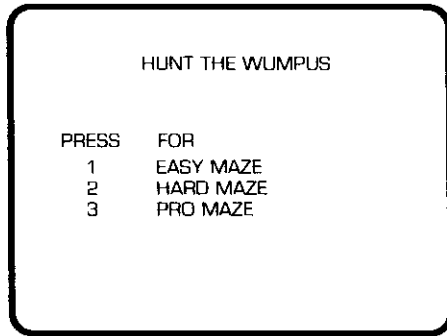 HUNT THE WUMPUS
PRESS FOR
1 EASY MAZE
2 HARD MAZE
3 PRO MAZE